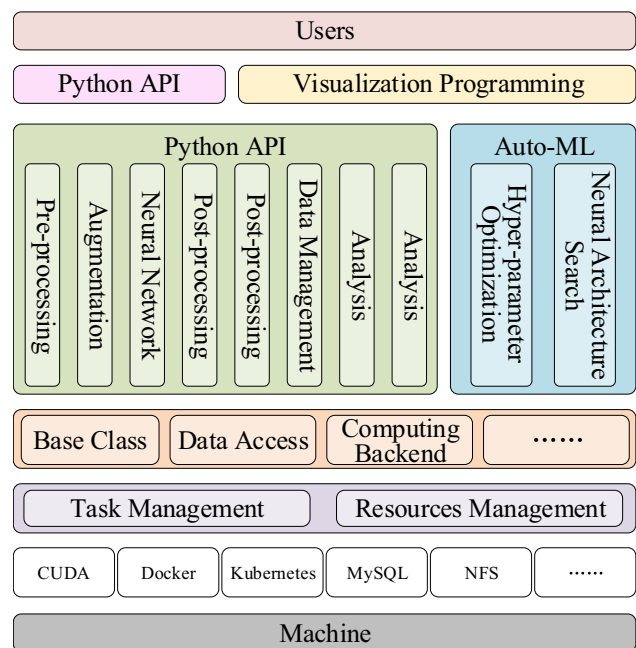 Users
Python API
Visualization Programming
Python API
Pre-processing
Augmentation
Neural Network
Post-processing
Post-processing
Data Management
Analysis
Analysis
Auto-ML
Hyper-parameter
Optimization
Neural Architecture
Search
Base Class
Data Access
Computing
Backend
......
Task Management
Resources Management
CUDA
Docker
Kubernetes
MySQL
NFS
......
Machine